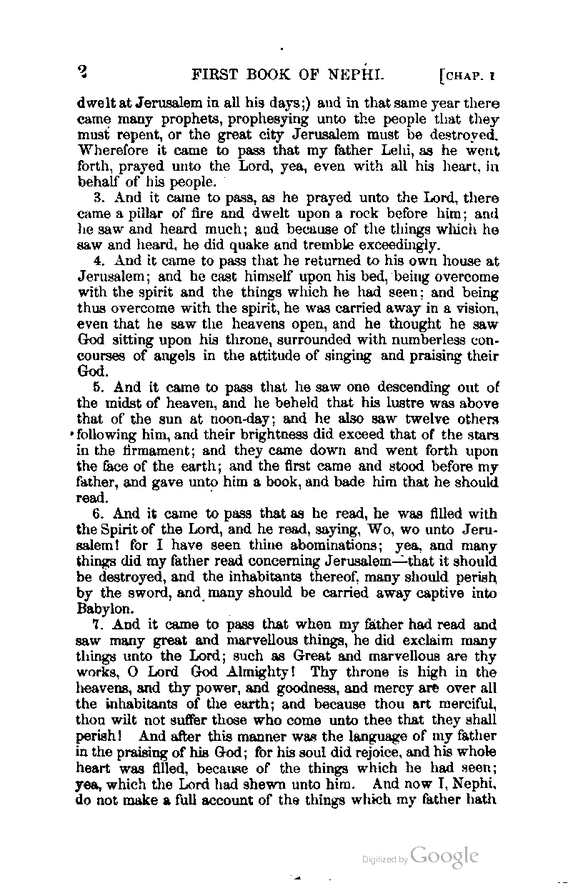 2 FIRST BOOK OF NEPHI. [CHAP. I
dwelt at Jerusalem in all his days;) and in that same year there
came many prophets, prophesying unto the people that they
must repent, or the great city Jerusalem must be destroyed.
Wherefore it came to pass that my father Lehi, as he went
forth, prayed unto the Lord, yea, even with all his heart, in
behalf of his people.
3. And it came to pass, as he prayed unto the Lord, there
came a pillar of fire and dwelt upon a rock before him; and
he saw and heard much; and because of the things which he
saw and heard, he did quake and tremble exceedingly.
4. And it came to pass that he returned to his own house at
Jerusalem; and he cast himself upon his bed, being overcome
with the spirit and the things which he had seen; and being
thus overcome with the spirit, he was carried away in a vision,
even that he saw the heavens open, and he thought he saw
God sitting upon his throne, surrounded with numberless con-
courses of angels in the attitude of singing and praising their
God.
5. And it came to pass that he saw one descending out of
the midst of heaven, and he beheld that his lustre was above
that of the sun at noon-day; and he also saw twelve others
following him, and their brightness did exceed that of the stars
in the firmament; and they came down and went forth upon
the face of the earth; and the first came and stood before my
father, and gave unto him a book, and bade him that he should
read.
6. And it came to pass that as he read, he was filled with
the Spirit of the Lord, and he read, saying, Wo, wo unto Jeru-
salem! for I have seen thine abominations; yea, and many
things did my father read concerning Jerusalem—that it should
be destroyed, and the inhabitants thereof, many should perish
by the sword, and many should be carried away captive into
Babylon.
7. And it came to pass that when my father had read and
saw many great and marvellous things, he did exclaim many
things unto the Lord; such as Great and marvellous are thy
works, O Lord God Almighty! Thy throne is high in the
heavens, and thy power, and goodness, and mercy are over all
the inhabitants of the earth; and because thou art merciful,
thou wilt not suffer those who come unto thee that they shall
perish! And after this manner was the language of my father
in the praising of his God; for his soul did rejoice, and his whole
heart was filled, because of the things which he had seen;
yea, which the Lord had shewn unto him. And now I, Nephi,
do not make a full account of the things which my father hath
Digitized by Google